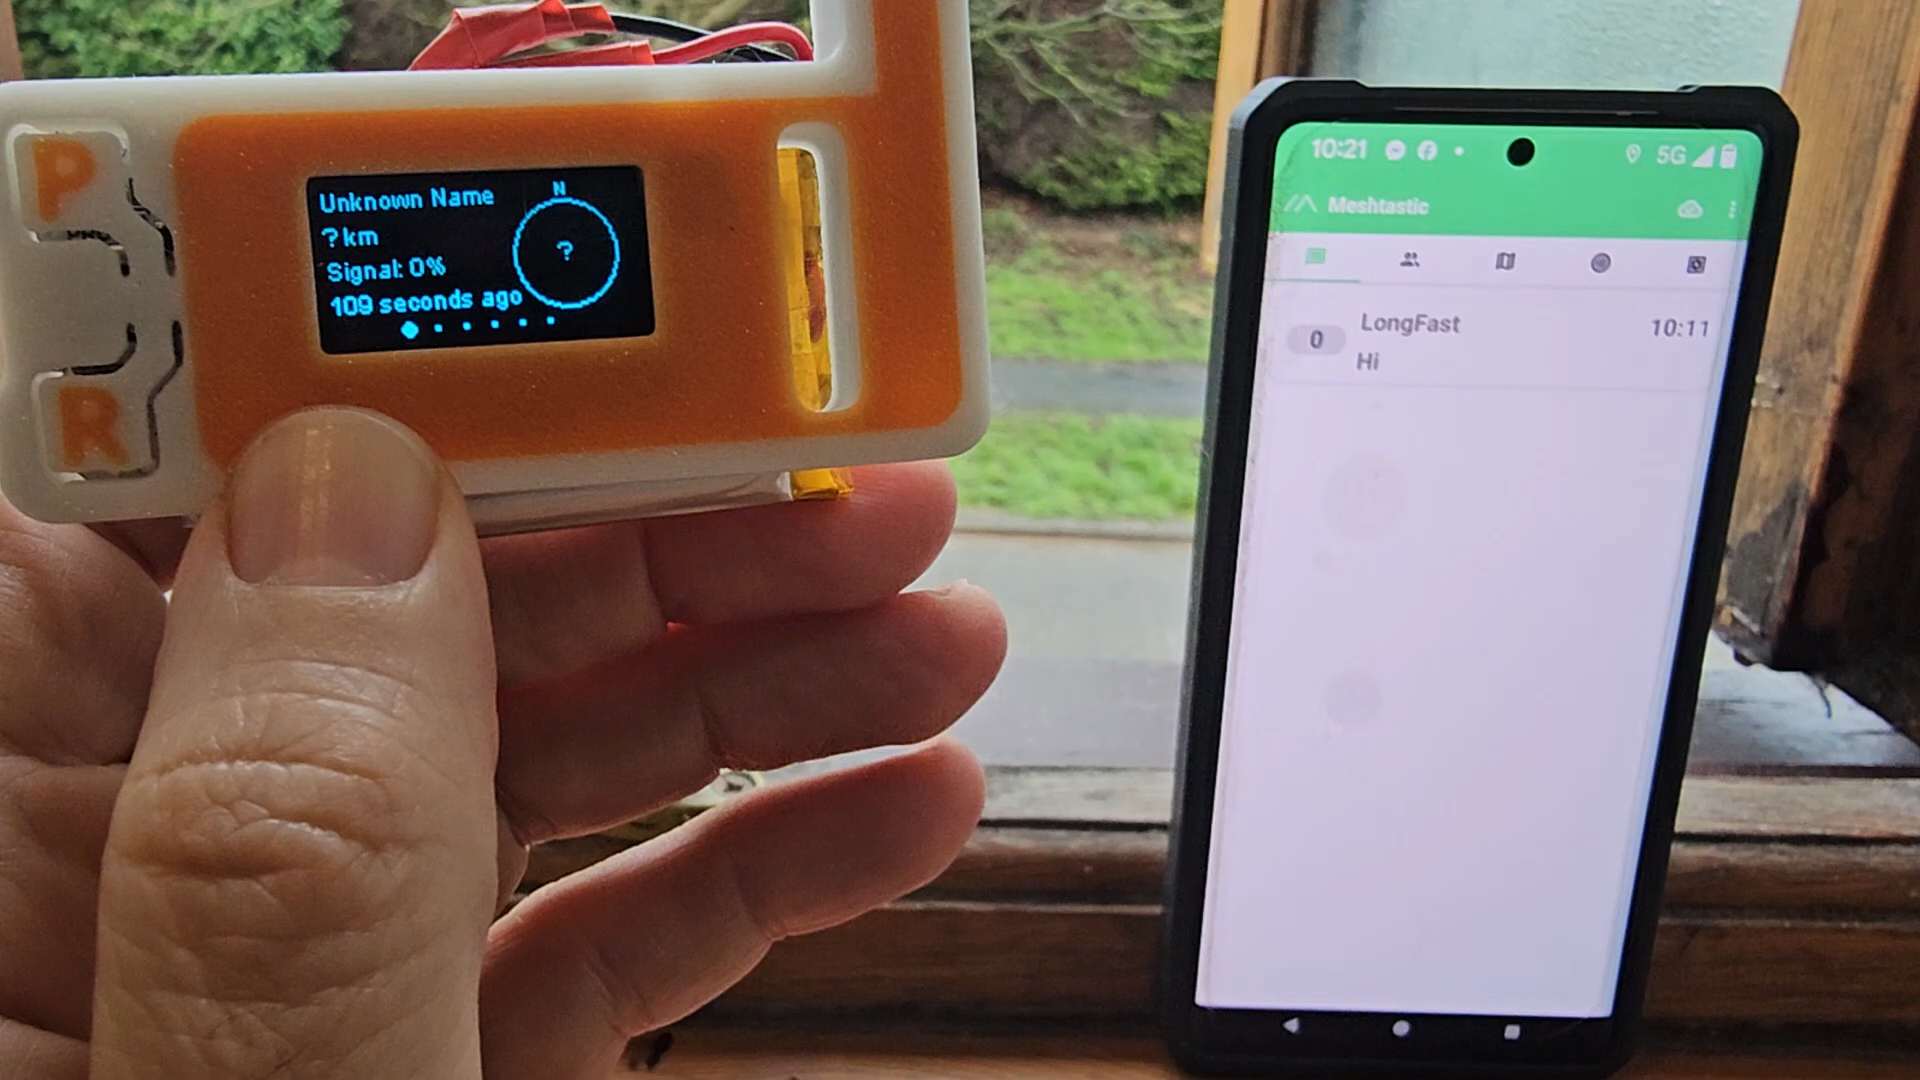 P
R
Unknown Name
N
?km
?
Signal: 0%
109 seconds ago
10:21
5G
Meshtastic
0
LongFast
10:11
Hi